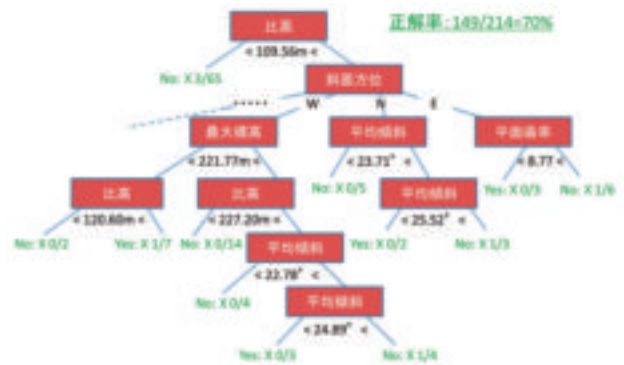 比高
正解率:149/214=70%
< 109.56m <
No: X 3/65
斜面方位
..... W N E
最大標高
平均傾斜
平面曲率
< 221.77m <
< 23.71° <
< 8.77 <
比高
比高
No: X 0/5
平均傾斜
Yes: X 0/3
No: X 1/6
< 120.60m <
< 227.20m <
< 25.52° <
No: X 0/2
Yes: X 1/7
No: X 0/14
平均傾斜
Yes: X 0/2
No: X 1/3
< 22.78° <
No: X 0/4
平均傾斜
< 24.89° <
Yes: X 0/3
No: X 1/4